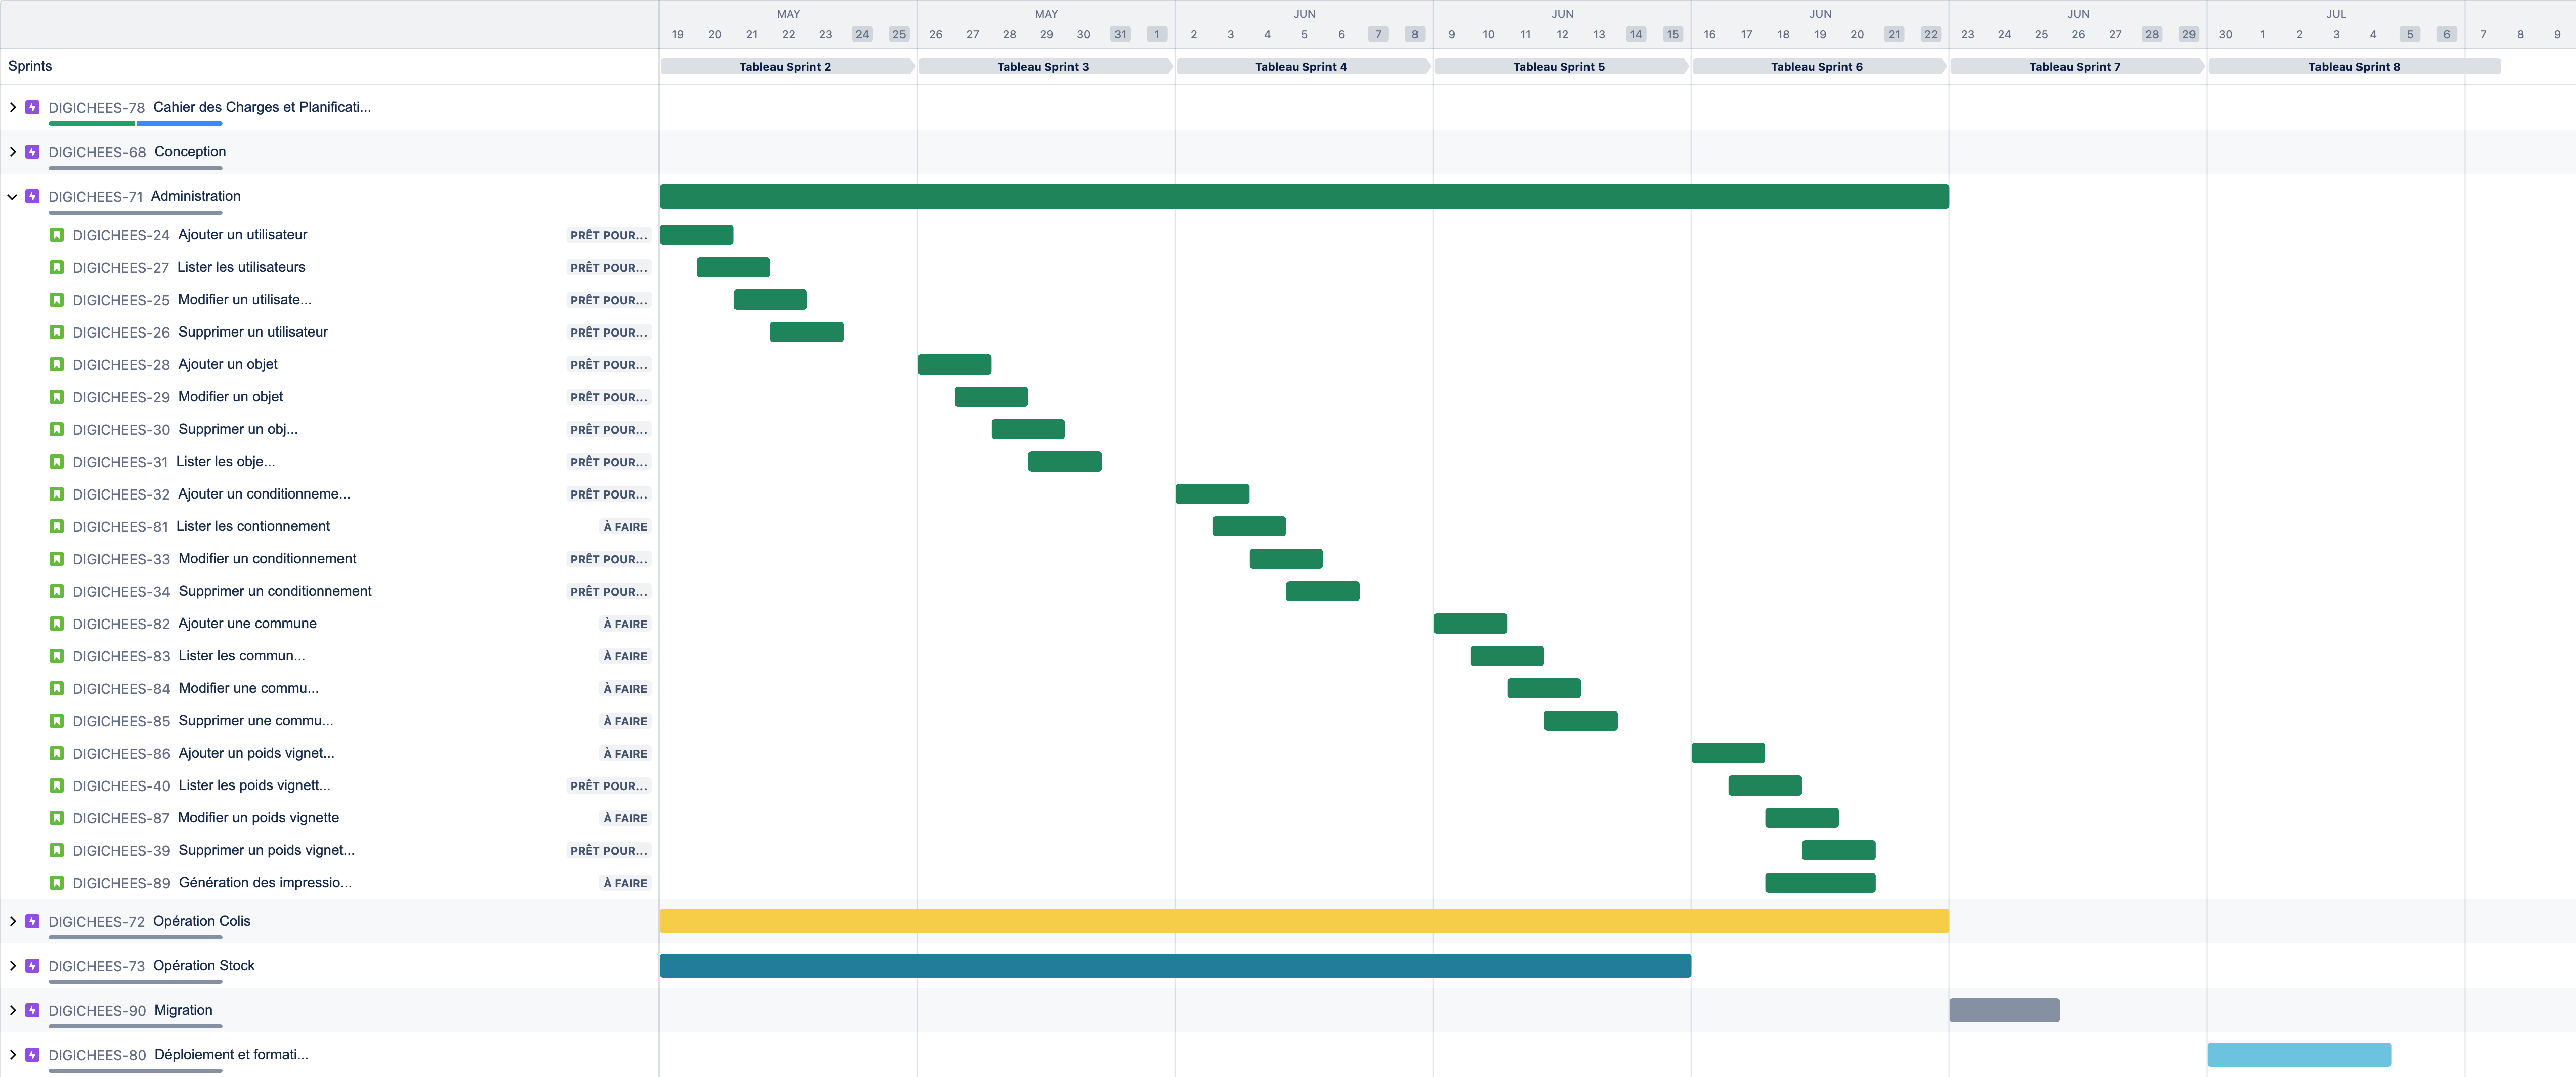 MAY MAY JUN JUN JUN JUN JUL
19 20 21 22 23 24 25 26 27 28 29 30 31 1 2 3 4 5 6 7 8 9 10 11 12 13 14 15 16 17 18 19 20 21 22 23 24 25 26 27 28 29 30 1 2 3 4 5 6 7 8 9
Sprints Tableau Sprint 2 Tableau Sprint 3 Tableau Sprint 4 Tableau Sprint 5 Tableau Sprint 6 Tableau Sprint 7 Tableau Sprint 8
DIGICHEES-78 Cahier des Charges et Planificati...
DIGICHEES-68 Conception
DIGICHEES-71 Administration
DIGICHEES-24 Ajouter un utilisateur PRÊT POUR...
DIGICHEES-27 Lister les utilisateurs PRÊT POUR...
DIGICHEES-25 Modifier un utilisate... PRÊT POUR...
DIGICHEES-26 Supprimer un utilisateur PRÊT POUR...
DIGICHEES-28 Ajouter un objet PRÊT POUR...
DIGICHEES-29 Modifier un objet PRÊT POUR...
DIGICHEES-30 Supprimer un obj... PRÊT POUR...
DIGICHEES-31 Lister les obje... PRÊT POUR...
DIGICHEES-32 Ajouter un conditionneme... PRÊT POUR...
DIGICHEES-81 Lister les contionnement À FAIRE
DIGICHEES-33 Modifier un conditionnement PRÊT POUR...
DIGICHEES-34 Supprimer un conditionnement PRÊT POUR...
DIGICHEES-82 Ajouter une commune À FAIRE
DIGICHEES-83 Lister les commun... À FAIRE
DIGICHEES-84 Modifier une commu... À FAIRE
DIGICHEES-85 Supprimer une commu... À FAIRE
DIGICHEES-86 Ajouter un poids vignet... À FAIRE
DIGICHEES-40 Lister les poids vignett... PRÊT POUR...
DIGICHEES-87 Modifier un poids vignette À FAIRE
DIGICHEES-39 Supprimer un poids vignet... PRÊT POUR...
DIGICHEES-89 Génération des impressio... À FAIRE
DIGICHEES-72 Opération Colis
DIGICHEES-73 Opération Stock
DIGICHEES-90 Migration
DIGICHEES-80 Déploiement et formati...